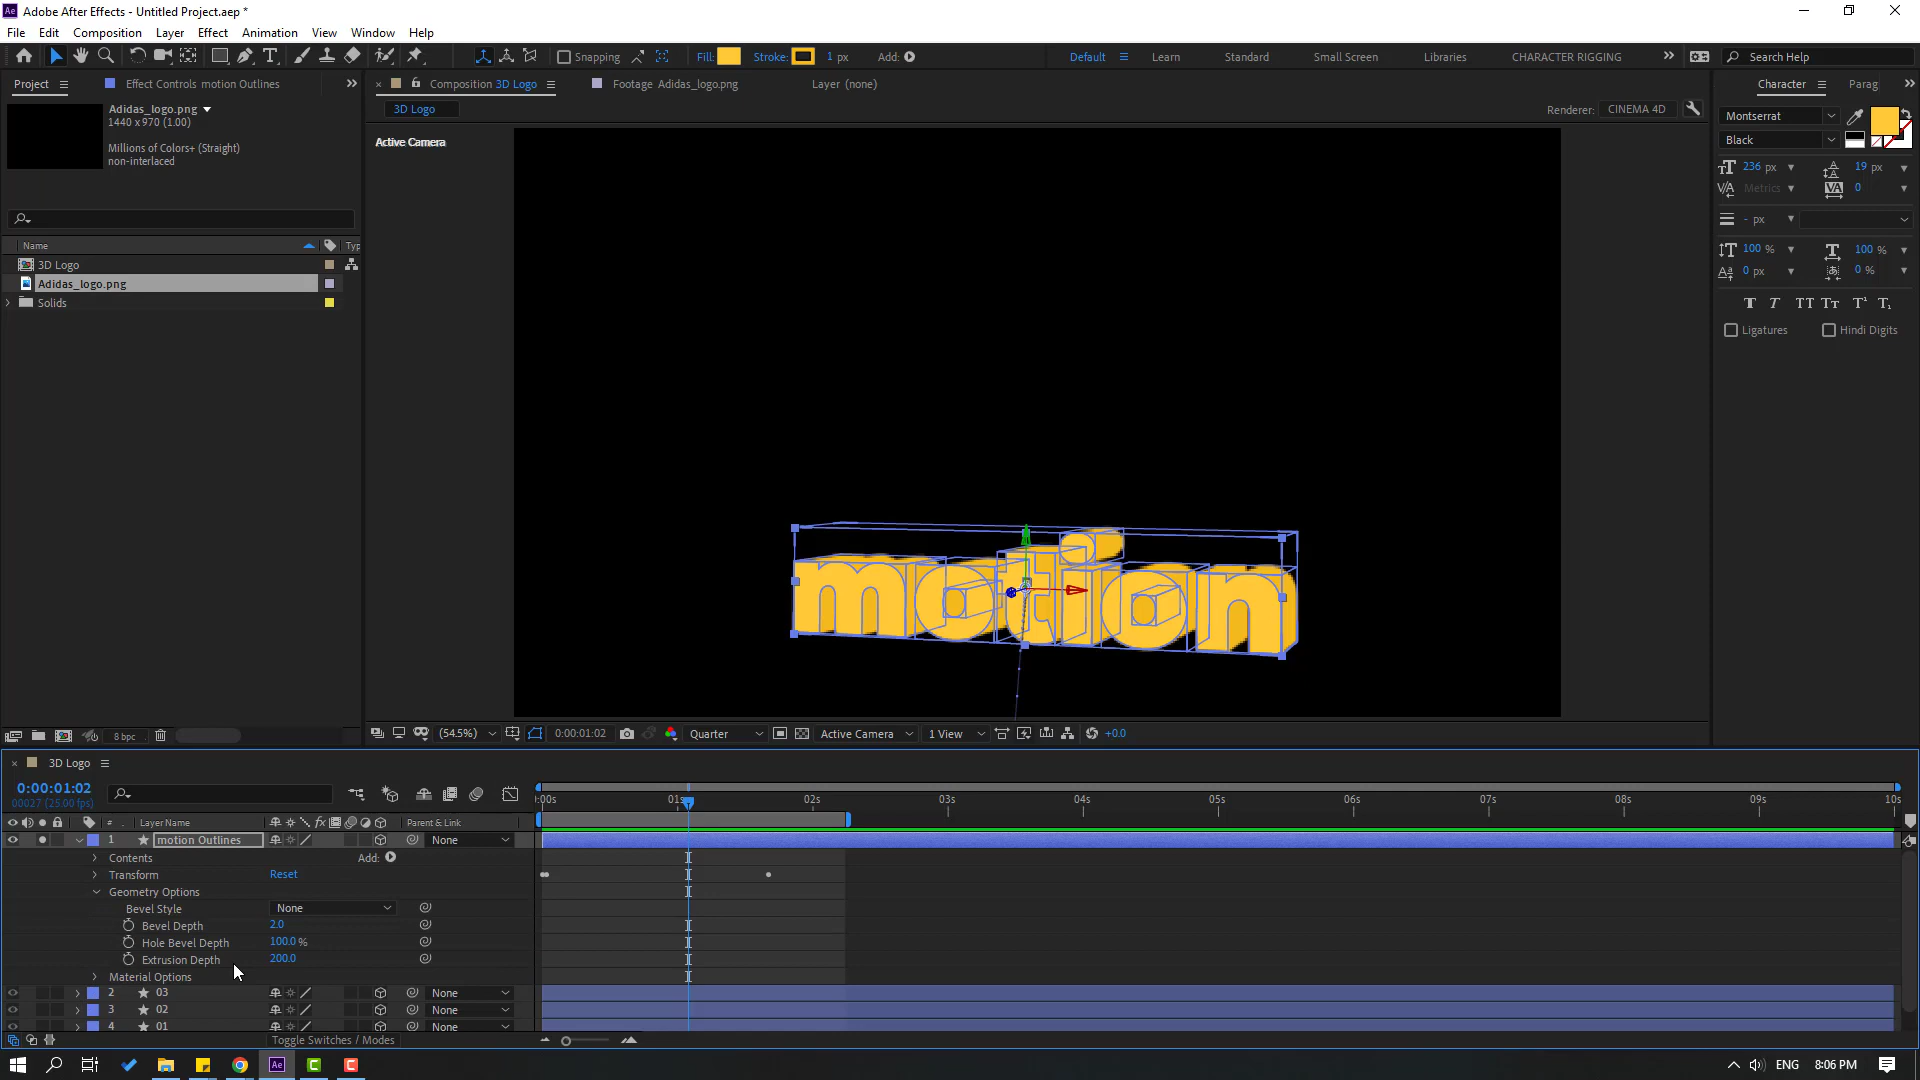 Ae Adobe After Effects - Untitled Project.aep *
File Edit Composition Layer Effect Animation View Window Help
Snapping Fill: Stroke: 1 px Add: Default Learn Standard Small Screen Libraries CHARACTER RIGGING Search Help
Project Effect Controls motion Outlines
Adidas_logo.png
1440 x 970 (1.00)
Millions of Colors+ (Straight)
non-interlaced
Name Typ
3D Logo
Adidas_logo.png
Solids
8 bpc
Composition 3D Logo Footage Adidas_logo.png Layer (none)
3D Logo
Renderer: CINEMA 4D
Active Camera
motion
(54.5%) 0:00:01:02 Quarter Active Camera 1 View +0.0
Character Parag
Montserrat
Black
236 px 19 px
Metrics 0
- px
100 % 100 %
0 px 0 %
T T TT Tт T¹ T₁
Ligatures Hindi Digits
3D Logo
0:00:01:02
00027 (25.00 fps)
:00s 01s 02s 03s 04s 05s 06s 07s 08s 09s 10s
# Layer Name fx Parent & Link
1 motion Outlines None
Contents Add:
Transform Reset
Geometry Options
Bevel Style None
Bevel Depth 2.0
Hole Bevel Depth 100.0 %
Extrusion Depth 200.0
Material Options
2 03 None
3 02 None
4 01 None
Toggle Switches / Modes
Ae C C ENG 8:06 PM